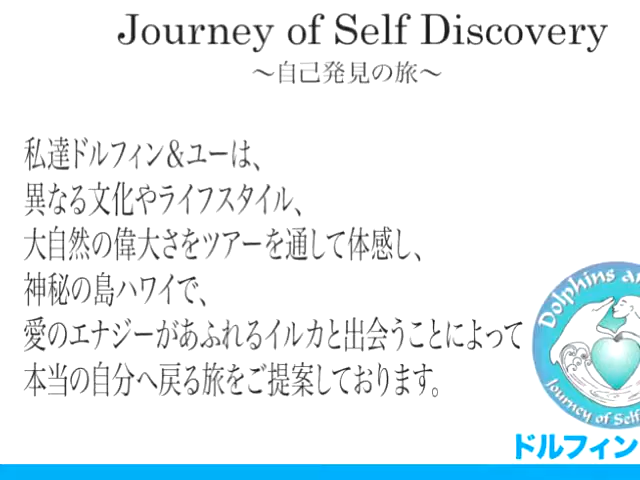 Journey of Self Discovery
〜自己発見の旅〜
私達ドルフィン&ユーは、
異なる文化やライフスタイル、
大自然の偉大さをツアーを通して体感し、
神秘の島ハワイで、
愛のエナジーがあふれるイルカと出会うことによって
本当の自分へ戻る旅をご提案しております。
Dolphins an
Journey of Self
ドルフィン